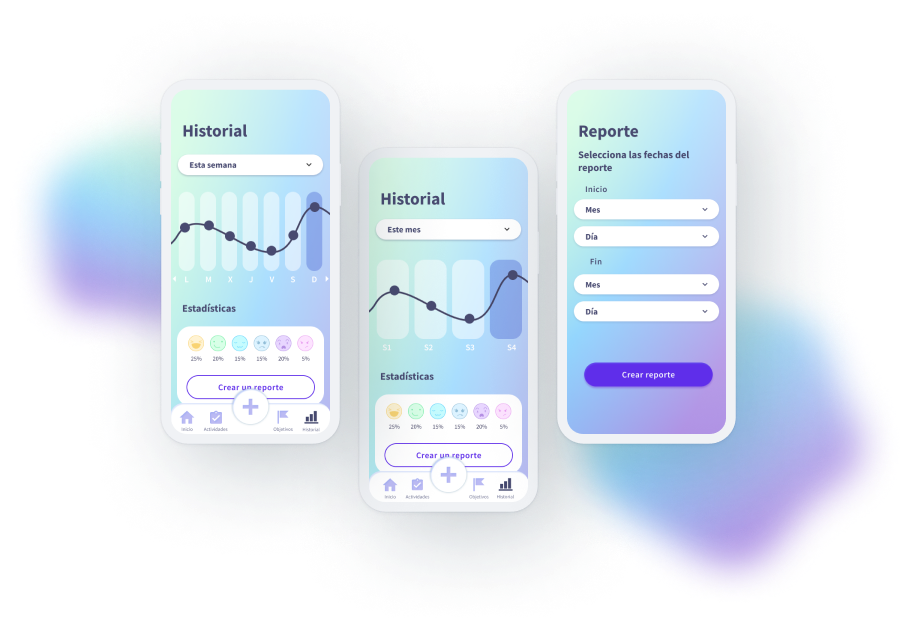 Historial
Esta semana
L M X J V S D
Estadísticas
25% 20% 15% 15% 20% 5%
Crear un reporte
Inicio Actividades Objetivos Historial
Historial
Este mes
S1 S2 S3 S4
Estadísticas
25% 20% 15% 15% 20% 5%
Crear un reporte
Inicio Actividades Objetivos Historial
Reporte
Selecciona las fechas del
reporte
Inicio
Mes
Día
Fin
Mes
Día
Crear reporte